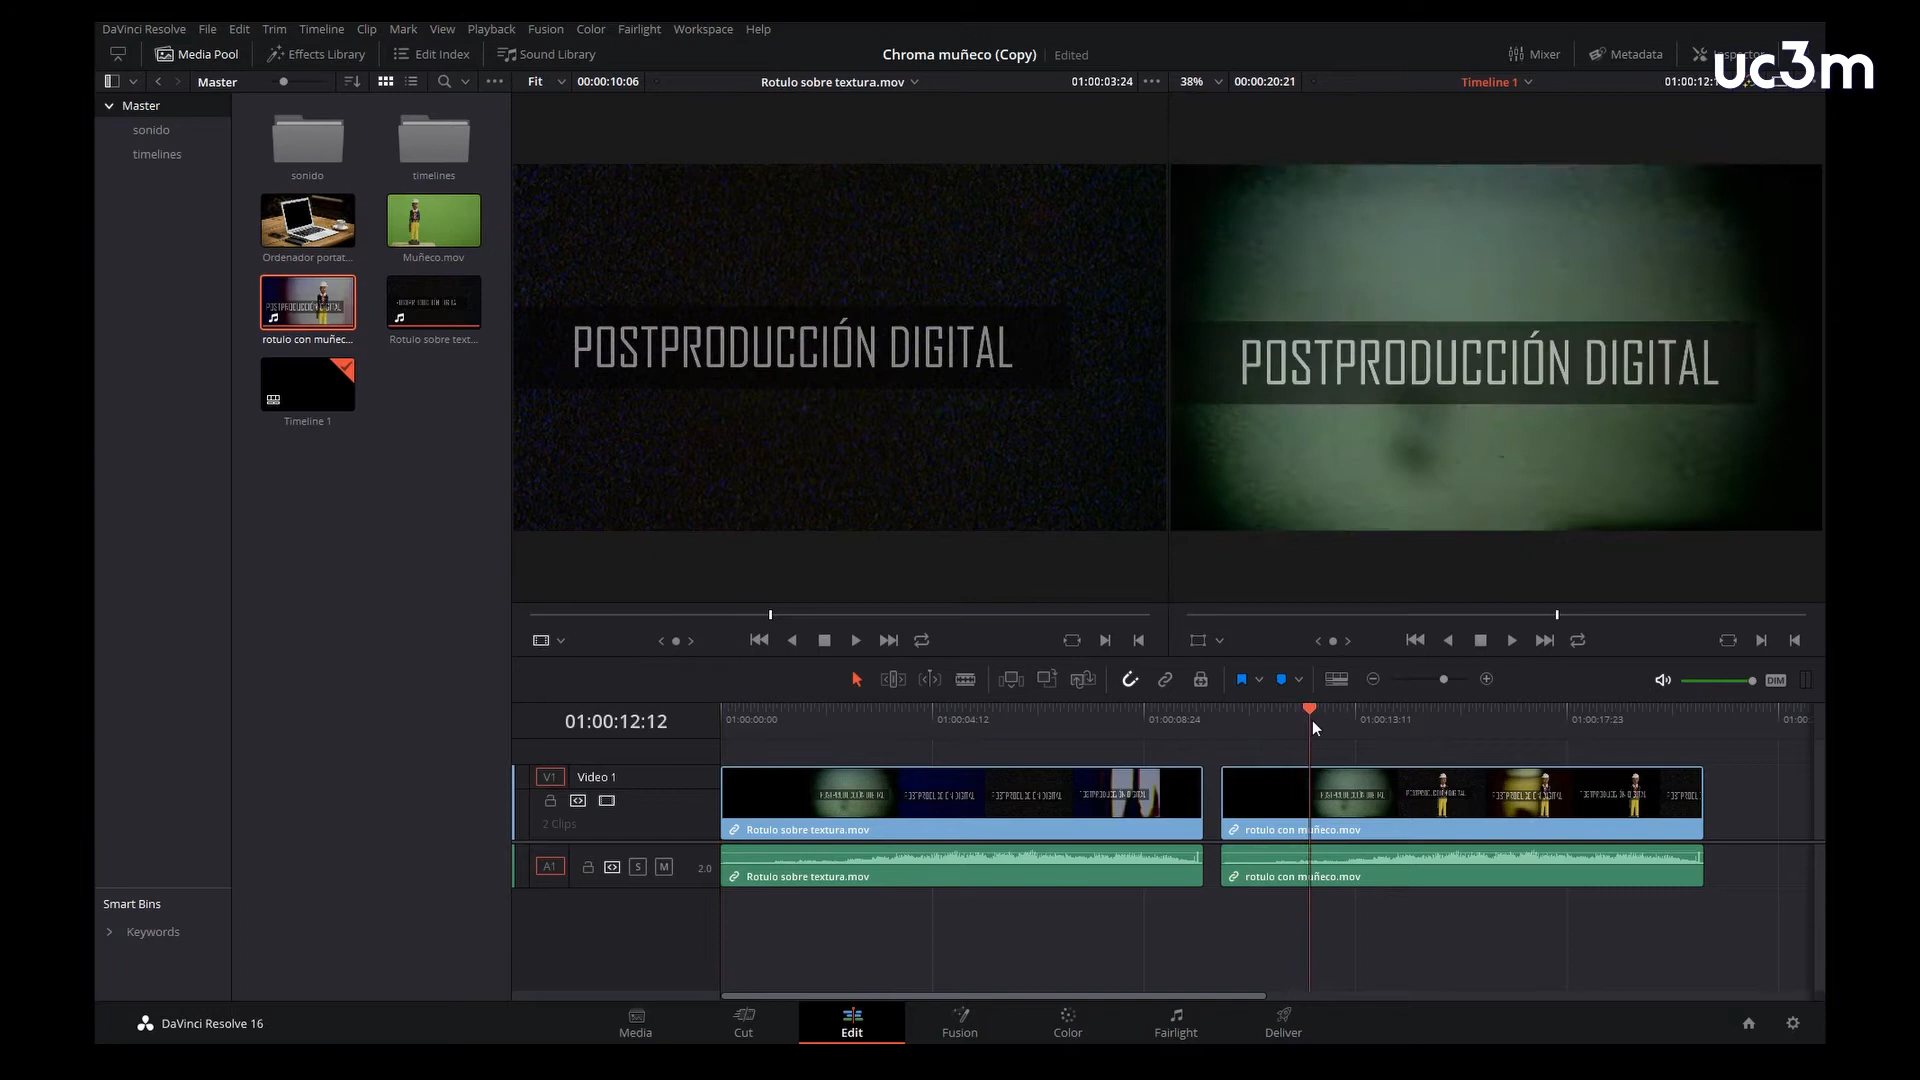 DaVinci Resolve File Edit Trim Timeline Clip Mark View Playback Fusion Color Fairlight Workspace Help
Media Pool Effects Library Edit Index Sound Library Chroma muñeco (Copy) Edited Mixer Metadata
uc3m
Master Fit 00:00:10:06 Rotulo sobre textura.mov 01:00:03:24 38% 00:00:20:21 Timeline 1
Master
sonido
timelines
sonido timelines
Ordenador portat... Muñeco.mov
rotulo con muñec... Rotulo sobre text...
Timeline 1
POSTPRODUCCIÓN DIGITAL
POSTPRODUCCIÓN DIGITAL
DIM
01:00:12:12 01:00:00:00 01:00:04:12 01:00:08:24 01:00:13:11 01:00:17:23 01:00:
V1 Video 1
2 Clips
Rotulo sobre textura.mov rotulo con muñeco.mov
A1 S M 2.0
Rotulo sobre textura.mov rotulo con muñeco.mov
Smart Bins
Keywords
DaVinci Resolve 16 Media Cut Edit Fusion Color Fairlight Deliver